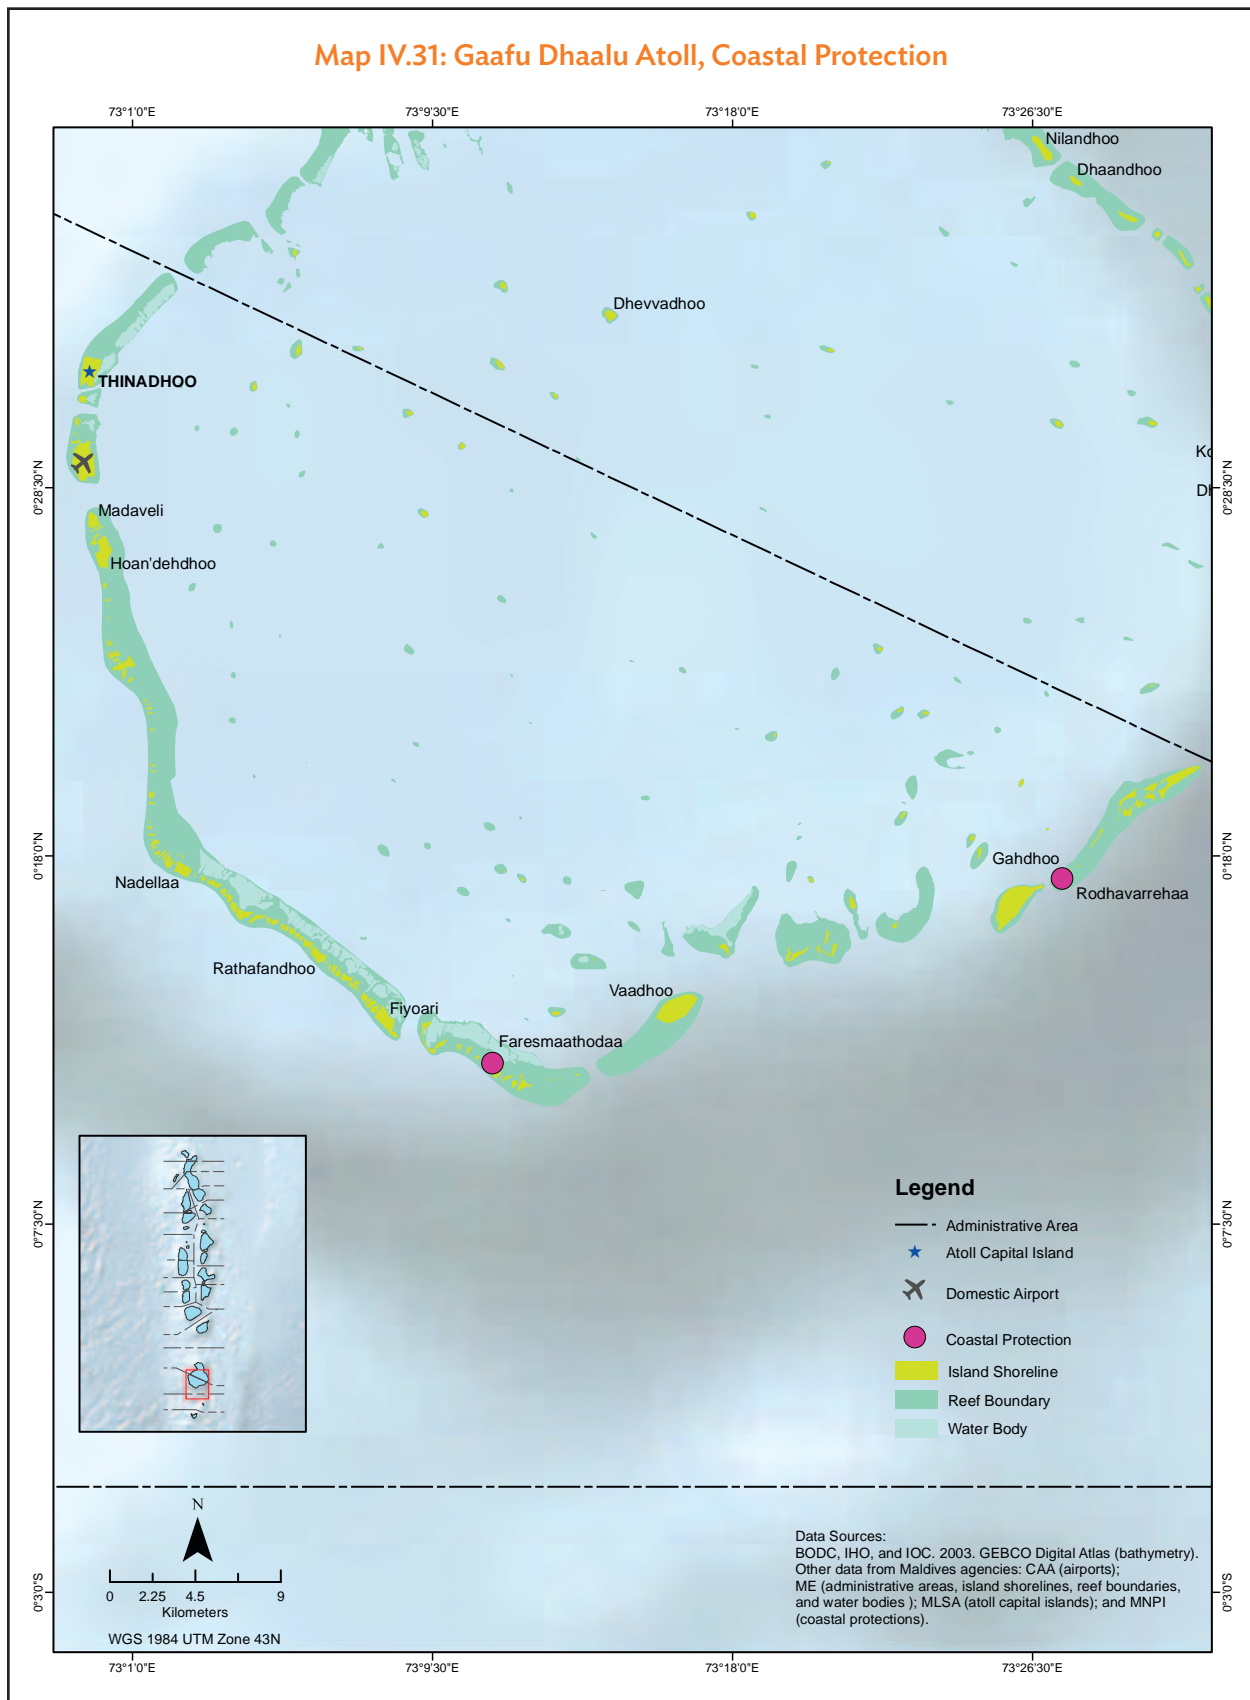 Map IV.31: Gaafu Dhaalu Atoll, Coastal Protection
73°1'0"E
73°9'30"E
73°18'0"E
73°26'30"E
Nilandhoo
Dhaandhoo
Dhevvadhoo
THINADHOO
0°28'30"N
Madaveli
Hoan'dehdhoo
Kc
Dh
0°28'30"N
0°18'0"N
Nadellaa
Rathafandhoo
Fiyoari
Faresmaathodaa
Vaadhoo
Gahdhoo
Rodhavarrehaa
0°18'0"N
0°7'30"N
Legend
Administrative Area
Atoll Capital Island
Domestic Airport
Coastal Protection
Island Shoreline
Reef Boundary
Water Body
0°7'30"N
N
0 2.25 4.5 9
Kilometers
WGS 1984 UTM Zone 43N
Data Sources:
BODC, IHO, and IOC. 2003. GEBCO Digital Atlas (bathymetry).
Other data from Maldives agencies: CAA (airports);
ME (administrative areas, island shorelines, reef boundaries,
and water bodies ); MLSA (atoll capital islands); and MNPI
(coastal protections).
0°3'0"S
0°3'0"S
73°1'0"E
73°9'30"E
73°18'0"E
73°26'30"E